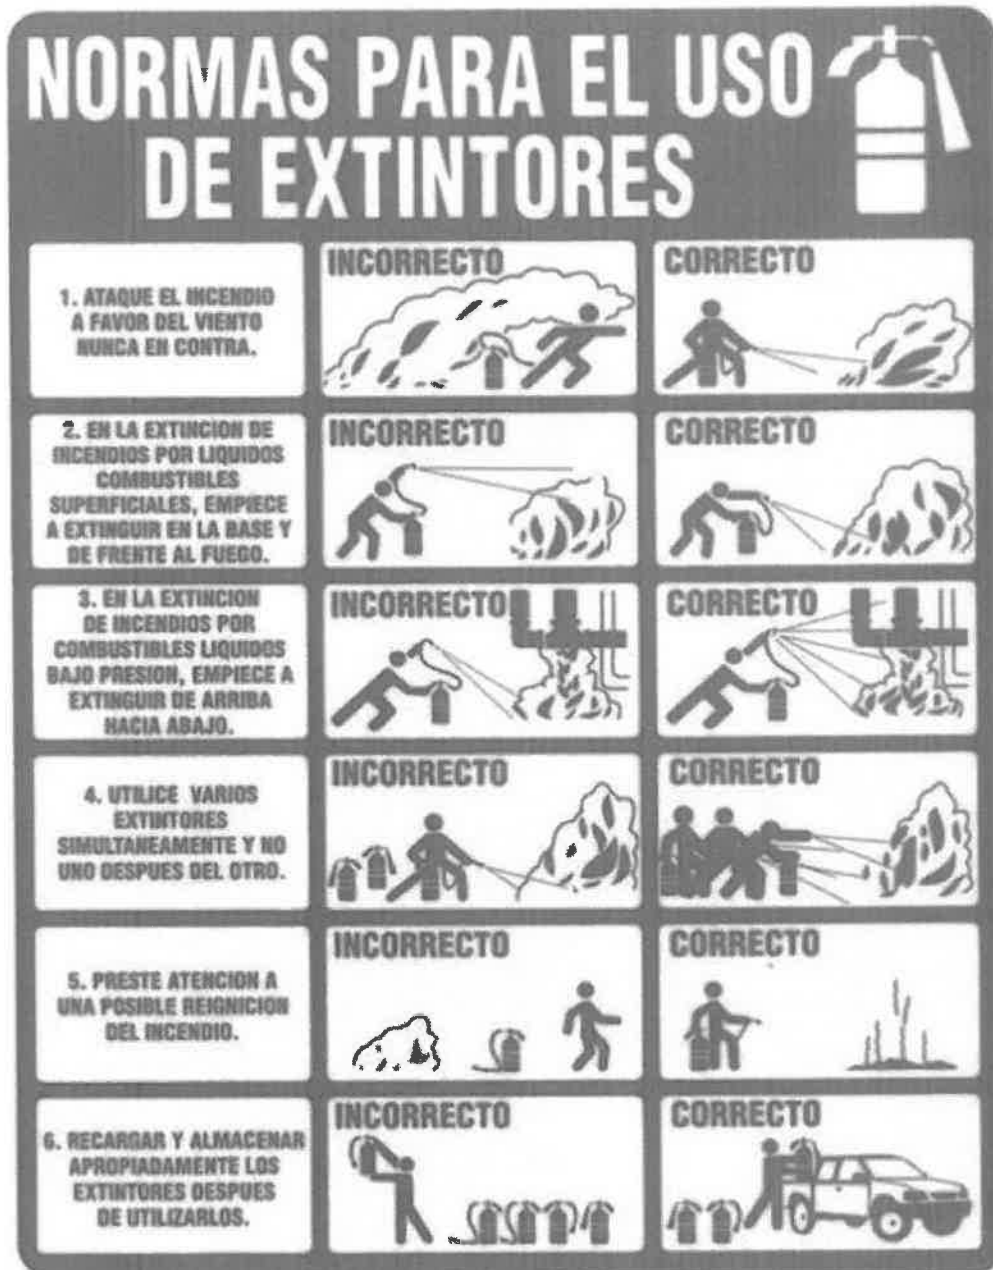 NORMAS PARA EL USO
DE EXTINTORES
1. ATAQUE EL INCENDIO
A FAVOR DEL VIENTO
NUNCA EN CONTRA.
INCORRECTO
CORRECTO
2. EN LA EXTINCION DE
INCENDIOS POR LIQUIDOS
COMBUSTIBLES
SUPERFICIALES, EMPIECE
A EXTINGUIR EN LA BASE Y
DE FRENTE AL FUEGO.
INCORRECTO
CORRECTO
3. EN LA EXTINCION
DE INCENDIOS POR
COMBUSTIBLES LIQUIDOS
BAJO PRESION, EMPIECE A
EXTINGUIR DE ARRIBA
HACIA ABAJO.
INCORRECTO
CORRECTO
4. UTILICE VARIOS
EXTINTORES
SIMULTANEAMENTE Y NO
UNO DESPUES DEL OTRO.
INCORRECTO
CORRECTO
5. PRESTE ATENCION A
UNA POSIBLE REIGNICION
DEL INCENDIO.
INCORRECTO
CORRECTO
6. RECARGAR Y ALMACENAR
APROPIADAMENTE LOS
EXTINTORES DESPUES
DE UTILIZARLOS.
INCORRECTO
CORRECTO